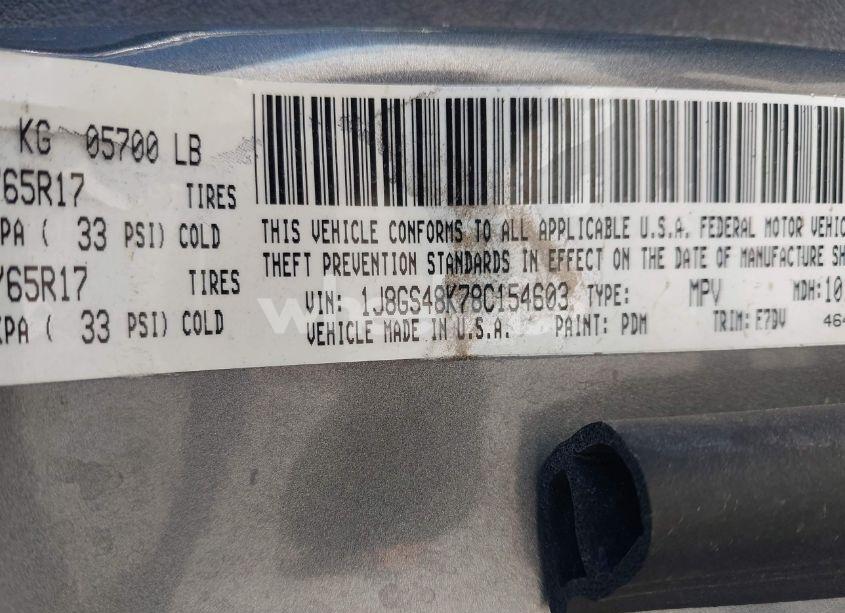 KG 05700 LB
/65R17 TIRES
PA ( 33 PSI) COLD
/65R17 TIRES
KPA ( 33 PSI) COLD
THIS VEHICLE CONFORMS TO ALL APPLICABLE U.S.A. FEDERAL MOTOR VEHIC
THEFT PREVENTION STANDARDS IN EFFECT ON THE DATE OF MANUFACTURE SH
VIN: 1J8GS48K78C154603 TYPE: MPV MDH: 10
VEHICLE MADE IN U.S.A. PAINT: PDM TRIM: F7DV 464